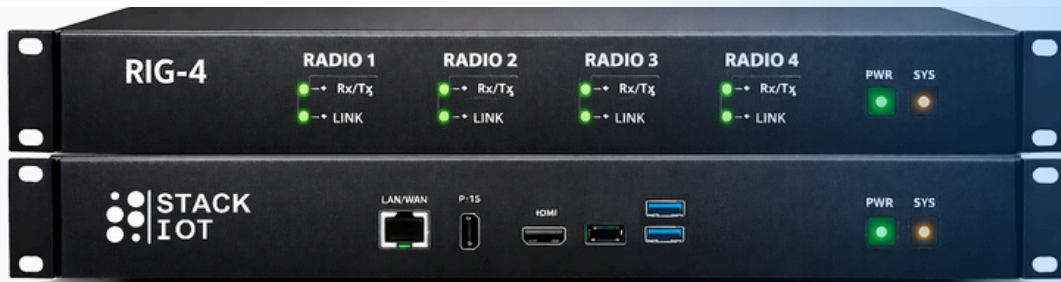 RIG-4
RADIO 1
Rx/Tx
LINK
RADIO 2
Rx/Tx
LINK
RADIO 3
Rx/Tx
LINK
RADIO 4
Rx/Tx
LINK
PWR
SYS
STACK
IOT
LAN/WAN
P:15
HDMI
PWR
SYS